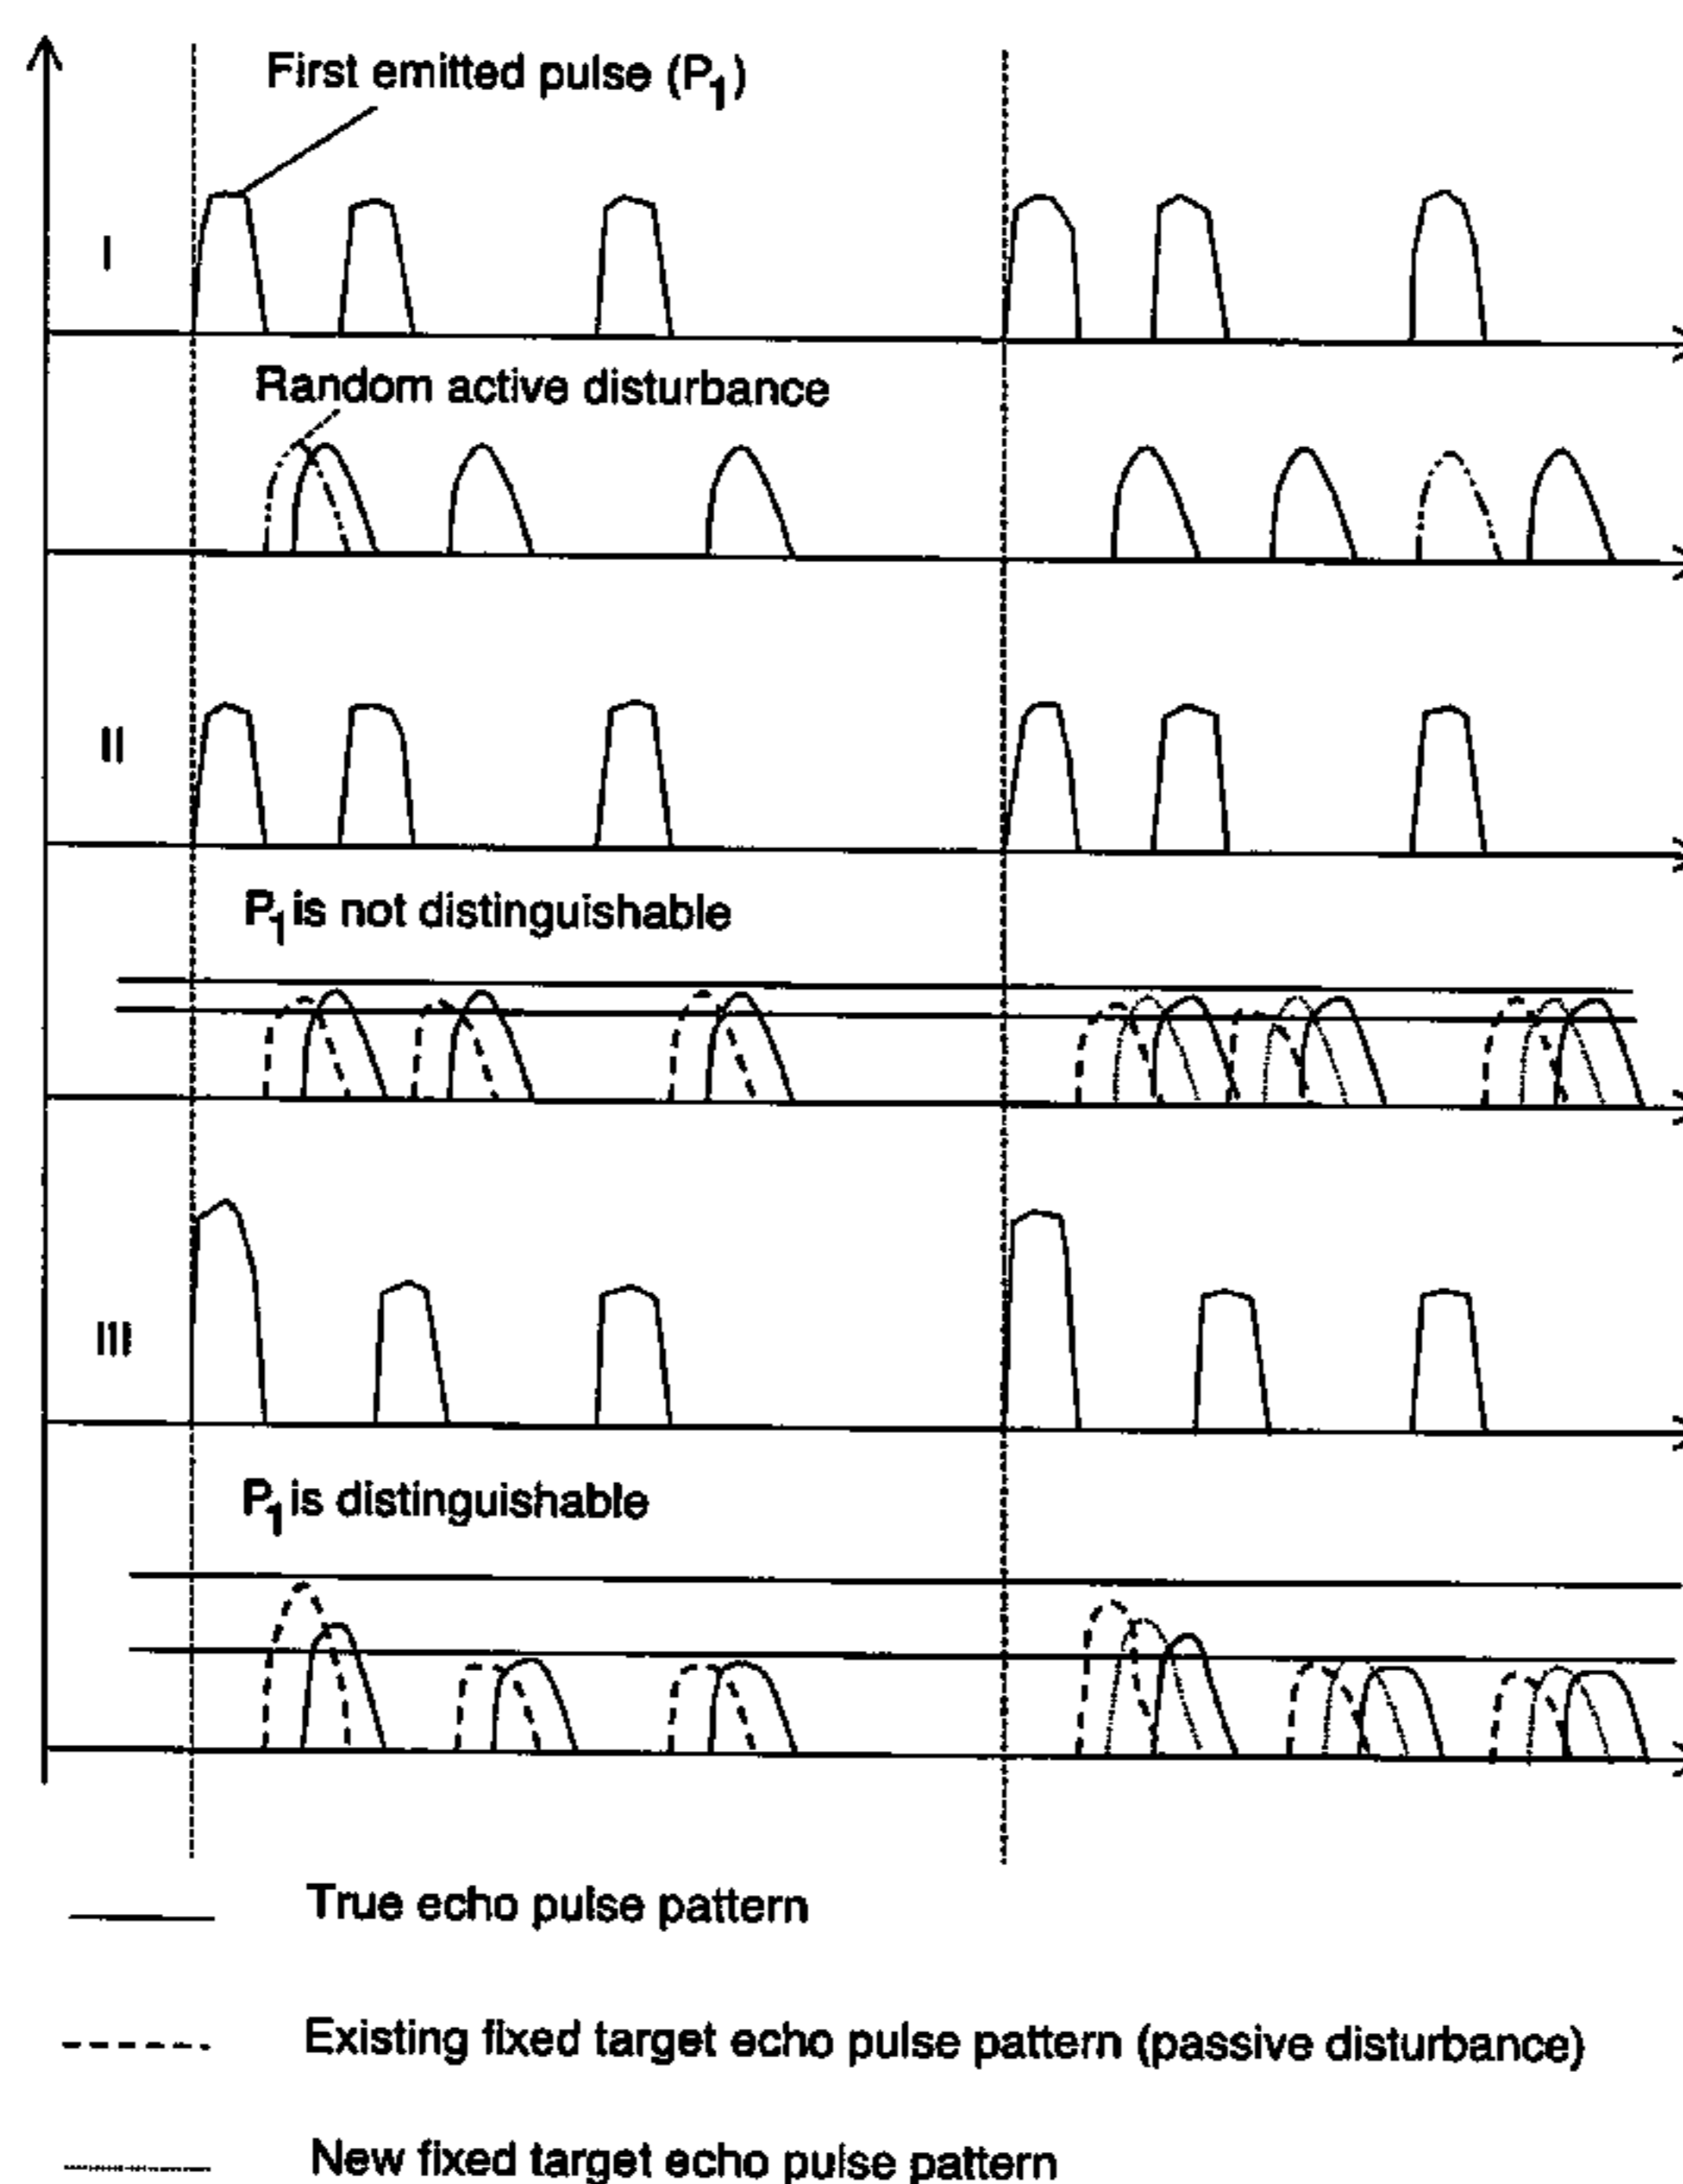 First emitted pulse (P1)
I
Random active disturbance
II
P1 is not distinguishable
III
P1 is distinguishable
True echo pulse pattern
Existing fixed target echo pulse pattern (passive disturbance)
New fixed target echo pulse pattern